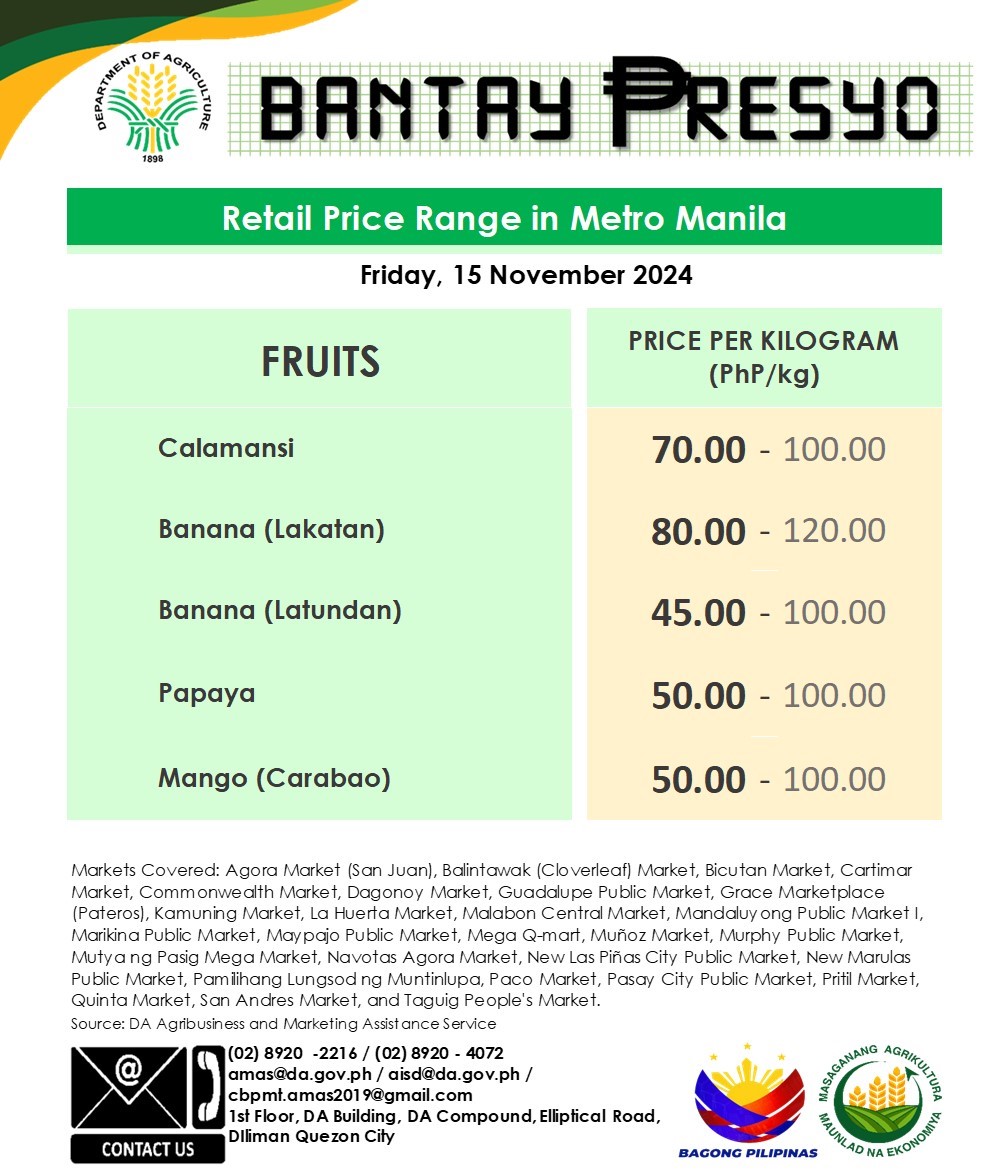 DEPARTMENT OF AGRICULTURE
1898
BANTAY PRESYO
Retail Price Range in Metro Manila
Friday, 15 November 2024
FRUITS
PRICE PER KILOGRAM
(PhP/kg)
Calamansi 70.00 - 100.00
Banana (Lakatan) 80.00 - 120.00
Banana (Latundan) 45.00 - 100.00
Papaya 50.00 - 100.00
Mango (Carabao) 50.00 - 100.00
Markets Covered: Agora Market (San Juan), Balintawak (Cloverleaf) Market, Bicutan Market, Cartimar
Market, Commonwealth Market, Dagonoy Market, Guadalupe Public Market, Grace Marketplace
(Pateros), Kamuning Market, La Huerta Market, Malabon Central Market, Mandaluyong Public Market I,
Marikina Public Market, Maypajo Public Market, Mega Q-mart, Muñoz Market, Murphy Public Market,
Mutya ng Pasig Mega Market, Navotas Agora Market, New Las Piñas City Public Market, New Marulas
Public Market, Pamilihang Lungsod ng Muntinlupa, Paco Market, Pasay City Public Market, Pritil Market,
Quinta Market, San Andres Market, and Taguig People's Market.
Source: DA Agribusiness and Marketing Assistance Service
@
CONTACT US
(02) 8920 -2216 / (02) 8920 - 4072
amas@da.gov.ph / aisd@da.gov.ph /
cbpmt.amas2019@gmail.com
1st Floor, DA Building, DA Compound, Elliptical Road,
DIliman Quezon City
BAGONG PILIPINAS
MASAGANANG AGRIKULTURA
MAUNLAD NA EKONOMIYA